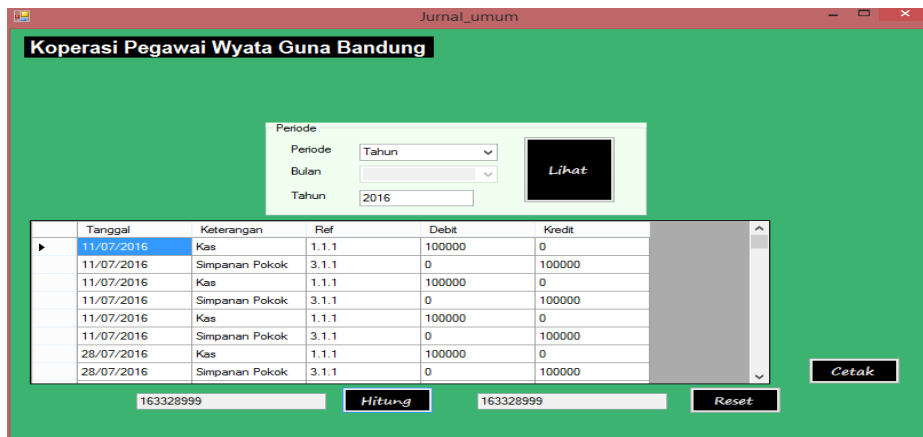 Jurnal_umum
Koperasi Pegawai Wyata Guna Bandung
Periode
Periode Tahun
Bulan
Tahun 2016
Lihat
Tanggal Keterangan Ref Debit Kredit
11/07/2016 Kas 1.1.1 100000 0
11/07/2016 Simpanan Pokok 3.1.1 0 100000
11/07/2016 Kas 1.1.1 100000 0
11/07/2016 Simpanan Pokok 3.1.1 0 100000
11/07/2016 Kas 1.1.1 100000 0
11/07/2016 Simpanan Pokok 3.1.1 0 100000
28/07/2016 Kas 1.1.1 100000 0
28/07/2016 Simpanan Pokok 3.1.1 0 100000
Cetak
163328999 Hitung 163328999 Reset